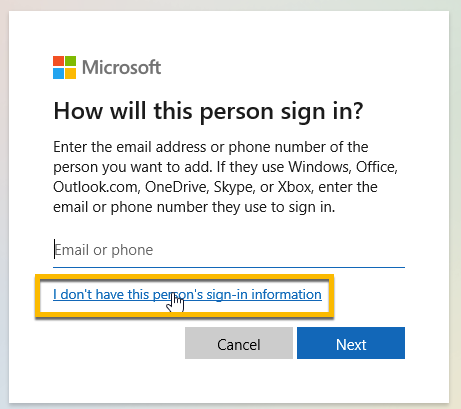 Microsoft
How will this person sign in?
Enter the email address or phone number of the
person you want to add. If they use Windows, Office,
Outlook.com, OneDrive, Skype, or Xbox, enter the
email or phone number they use to sign in.
Email or phone
I don't have this person's sign-in information
Cancel
Next